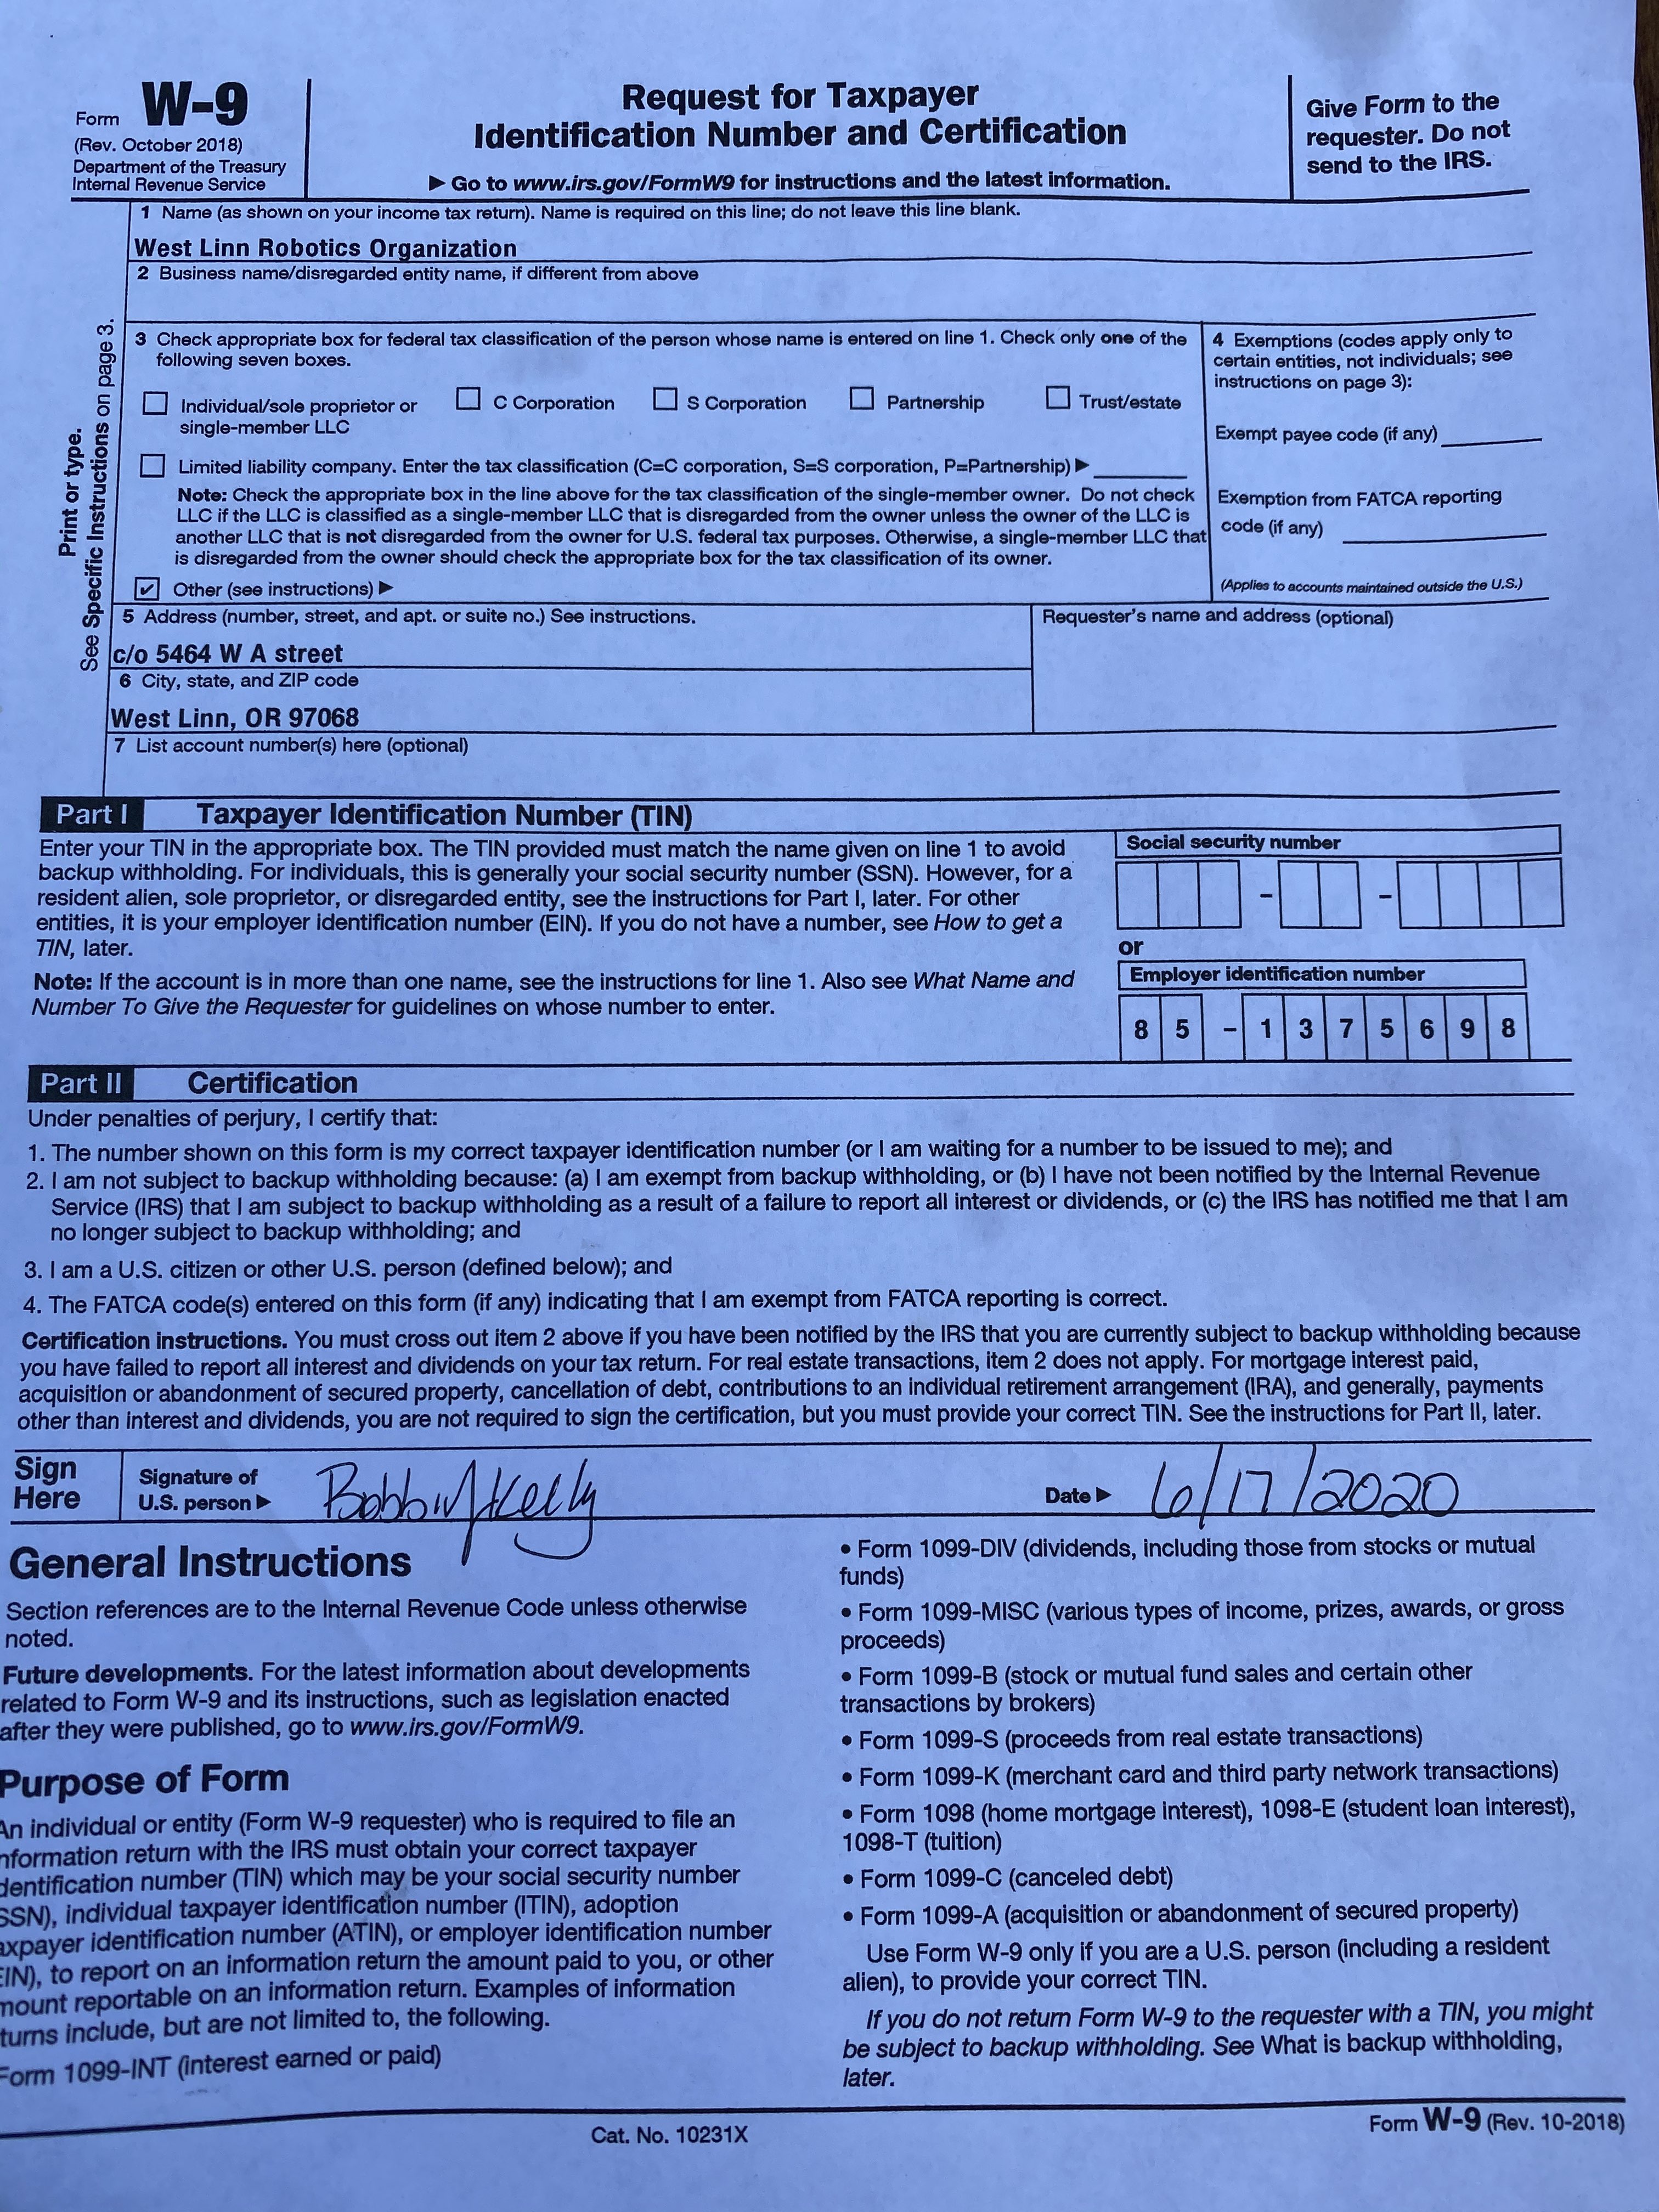 Form W-9
(Rev. October 2018)
Department of the Treasury
Internal Revenue Service
Request for Taxpayer
Identification Number and Certification
▶ Go to www.irs.gov/FormW9 for instructions and the latest information.
Give Form to the
requester. Do not
send to the IRS.
Print or type.
See Specific Instructions on page 3.
1 Name (as shown on your income tax return). Name is required on this line; do not leave this line blank.
West Linn Robotics Organization
2 Business name/disregarded entity name, if different from above
3 Check appropriate box for federal tax classification of the person whose name is entered on line 1. Check only one of the
following seven boxes.
Individual/sole proprietor or
single-member LLC
C Corporation
S Corporation
Partnership
Trust/estate
Limited liability company. Enter the tax classification (C=C corporation, S=S corporation, P=Partnership) ▶
Note: Check the appropriate box in the line above for the tax classification of the single-member owner. Do not check
LLC if the LLC is classified as a single-member LLC that is disregarded from the owner unless the owner of the LLC is
another LLC that is not disregarded from the owner for U.S. federal tax purposes. Otherwise, a single-member LLC that
is disregarded from the owner should check the appropriate box for the tax classification of its owner.
✔ Other (see instructions) ▶
4 Exemptions (codes apply only to
certain entities, not individuals; see
instructions on page 3):
Exempt payee code (if any)
Exemption from FATCA reporting
code (if any)
(Applies to accounts maintained outside the U.S.)
5 Address (number, street, and apt. or suite no.) See instructions.
c/o 5464 W A street
6 City, state, and ZIP code
West Linn, OR 97068
Requester's name and address (optional)
7 List account number(s) here (optional)
Part I Taxpayer Identification Number (TIN)
Enter your TIN in the appropriate box. The TIN provided must match the name given on line 1 to avoid
backup withholding. For individuals, this is generally your social security number (SSN). However, for a
resident alien, sole proprietor, or disregarded entity, see the instructions for Part I, later. For other
entities, it is your employer identification number (EIN). If you do not have a number, see How to get a
TIN, later.
Note: If the account is in more than one name, see the instructions for line 1. Also see What Name and
Number To Give the Requester for guidelines on whose number to enter.
Social security number
– –
or
Employer identification number
8 5 – 1 3 7 5 6 9 8
Part II Certification
Under penalties of perjury, I certify that:
1. The number shown on this form is my correct taxpayer identification number (or I am waiting for a number to be issued to me); and
2. I am not subject to backup withholding because: (a) I am exempt from backup withholding, or (b) I have not been notified by the Internal Revenue
Service (IRS) that I am subject to backup withholding as a result of a failure to report all interest or dividends, or (c) the IRS has notified me that I am
no longer subject to backup withholding; and
3. I am a U.S. citizen or other U.S. person (defined below); and
4. The FATCA code(s) entered on this form (if any) indicating that I am exempt from FATCA reporting is correct.
Certification instructions. You must cross out item 2 above if you have been notified by the IRS that you are currently subject to backup withholding because
you have failed to report all interest and dividends on your tax return. For real estate transactions, item 2 does not apply. For mortgage interest paid,
acquisition or abandonment of secured property, cancellation of debt, contributions to an individual retirement arrangement (IRA), and generally, payments
other than interest and dividends, you are not required to sign the certification, but you must provide your correct TIN. See the instructions for Part II, later.
Sign
Here
Signature of
U.S. person ▶
Kelly
Date ▶ 6/17/2020
General Instructions
Section references are to the Internal Revenue Code unless otherwise
noted.
Future developments. For the latest information about developments
related to Form W-9 and its instructions, such as legislation enacted
after they were published, go to www.irs.gov/FormW9.
Purpose of Form
An individual or entity (Form W-9 requester) who is required to file an
nformation return with the IRS must obtain your correct taxpayer
dentification number (TIN) which may be your social security number
SSN), individual taxpayer identification number (ITIN), adoption
axpayer identification number (ATIN), or employer identification number
EIN), to report on an information return the amount paid to you, or other
mount reportable on an information return. Examples of information
turns include, but are not limited to, the following.
Form 1099-INT (interest earned or paid)
• Form 1099-DIV (dividends, including those from stocks or mutual
funds)
• Form 1099-MISC (various types of income, prizes, awards, or gross
proceeds)
• Form 1099-B (stock or mutual fund sales and certain other
transactions by brokers)
• Form 1099-S (proceeds from real estate transactions)
• Form 1099-K (merchant card and third party network transactions)
• Form 1098 (home mortgage interest), 1098-E (student loan interest),
1098-T (tuition)
• Form 1099-C (canceled debt)
• Form 1099-A (acquisition or abandonment of secured property)
Use Form W-9 only if you are a U.S. person (including a resident
alien), to provide your correct TIN.
If you do not return Form W-9 to the requester with a TIN, you might
be subject to backup withholding. See What is backup withholding,
later.
Cat. No. 10231X
Form W-9 (Rev. 10-2018)